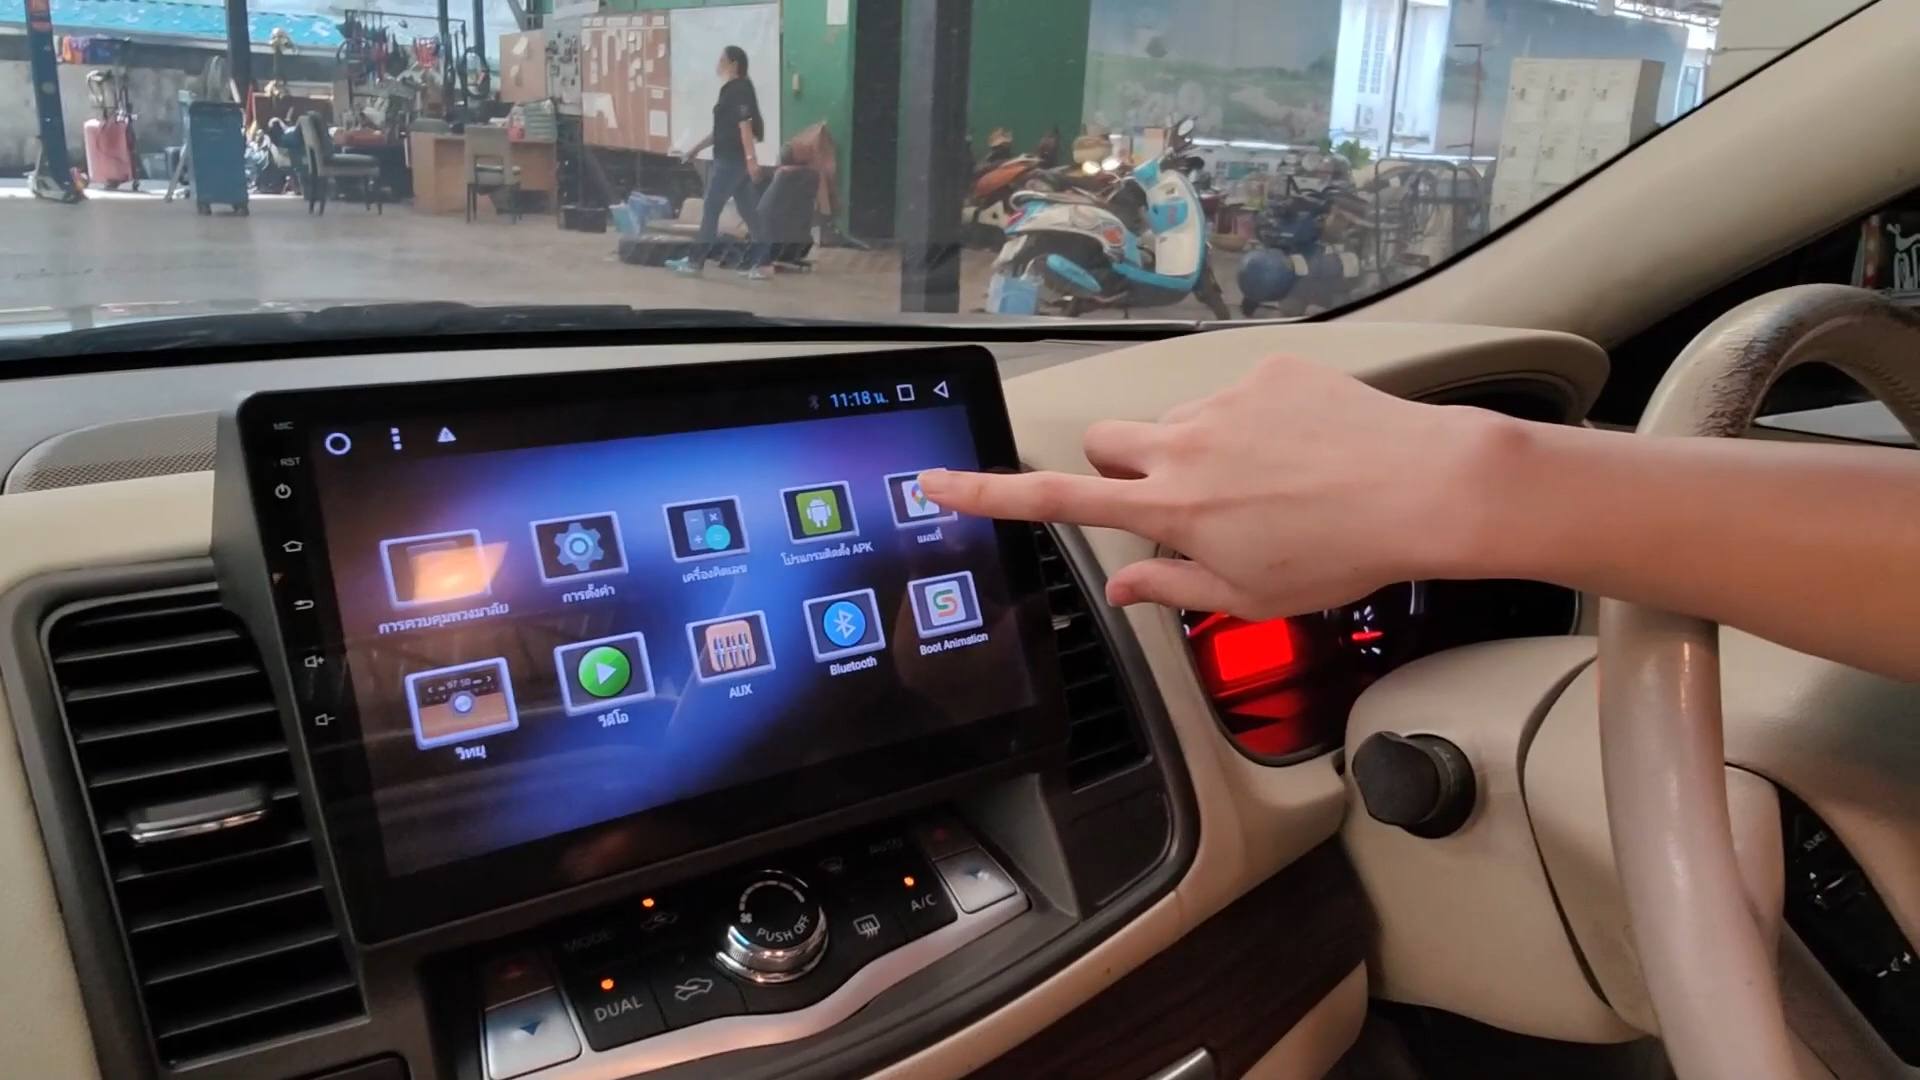 MIC
11:18 น.
RST
การควบคุมพวงมาลัย
การตั้งค่า
เครื่องคิดเลข
โปรแกรมติดตั้ง APK
แผนที่
97.50
วิทยุ
วีดีโอ
AUX
Bluetooth
Boot Animation
MODE
AUTO
PUSH OFF
A/C
DUAL
SOURCE